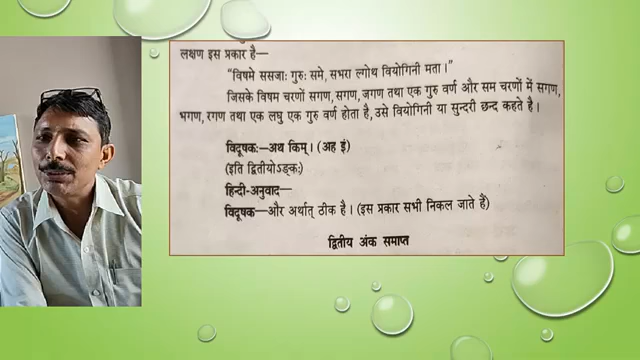 लक्षण इस प्रकार है—
“विषमे ससजाः गुरुः समे, सभरा ल्गोथ वियोगिनी मता।”
जिसके विषम चरणों सगण, सगण, जगण तथा एक गुरु वर्ण और सम चरणों में सगण,
भगण, रगण तथा एक लघु एक गुरु वर्ण होता है, उसे वियोगिनी या सुन्दरी छन्द कहते है।
विदूषकः—अथ किम्। (अह इं)
(इति द्वितीयोऽङ्कः)
हिन्दी-अनुवाद—
विदूषक—और अर्थात् ठीक है। (इस प्रकार सभी निकल जाते हैं)
द्वितीय अंक समाप्त